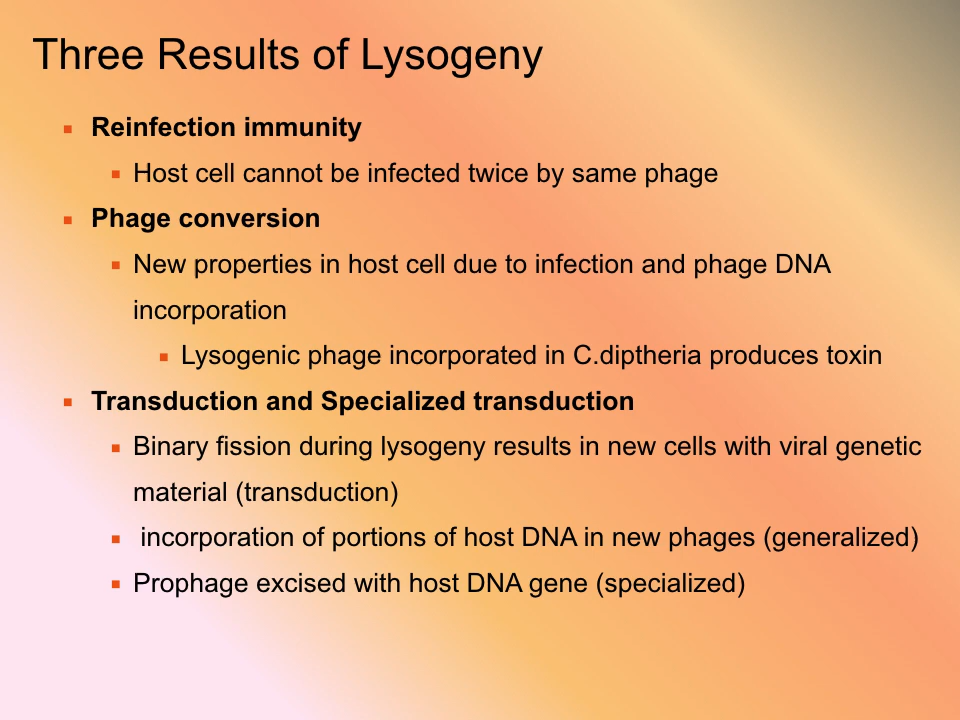 Three Results of Lysogeny
Reinfection immunity
Host cell cannot be infected twice by same phage
Phage conversion
New properties in host cell due to infection and phage DNA
incorporation
Lysogenic phage incorporated in C.diptheria produces toxin
Transduction and Specialized transduction
Binary fission during lysogeny results in new cells with viral genetic
material (transduction)
incorporation of portions of host DNA in new phages (generalized)
Prophage excised with host DNA gene (specialized)